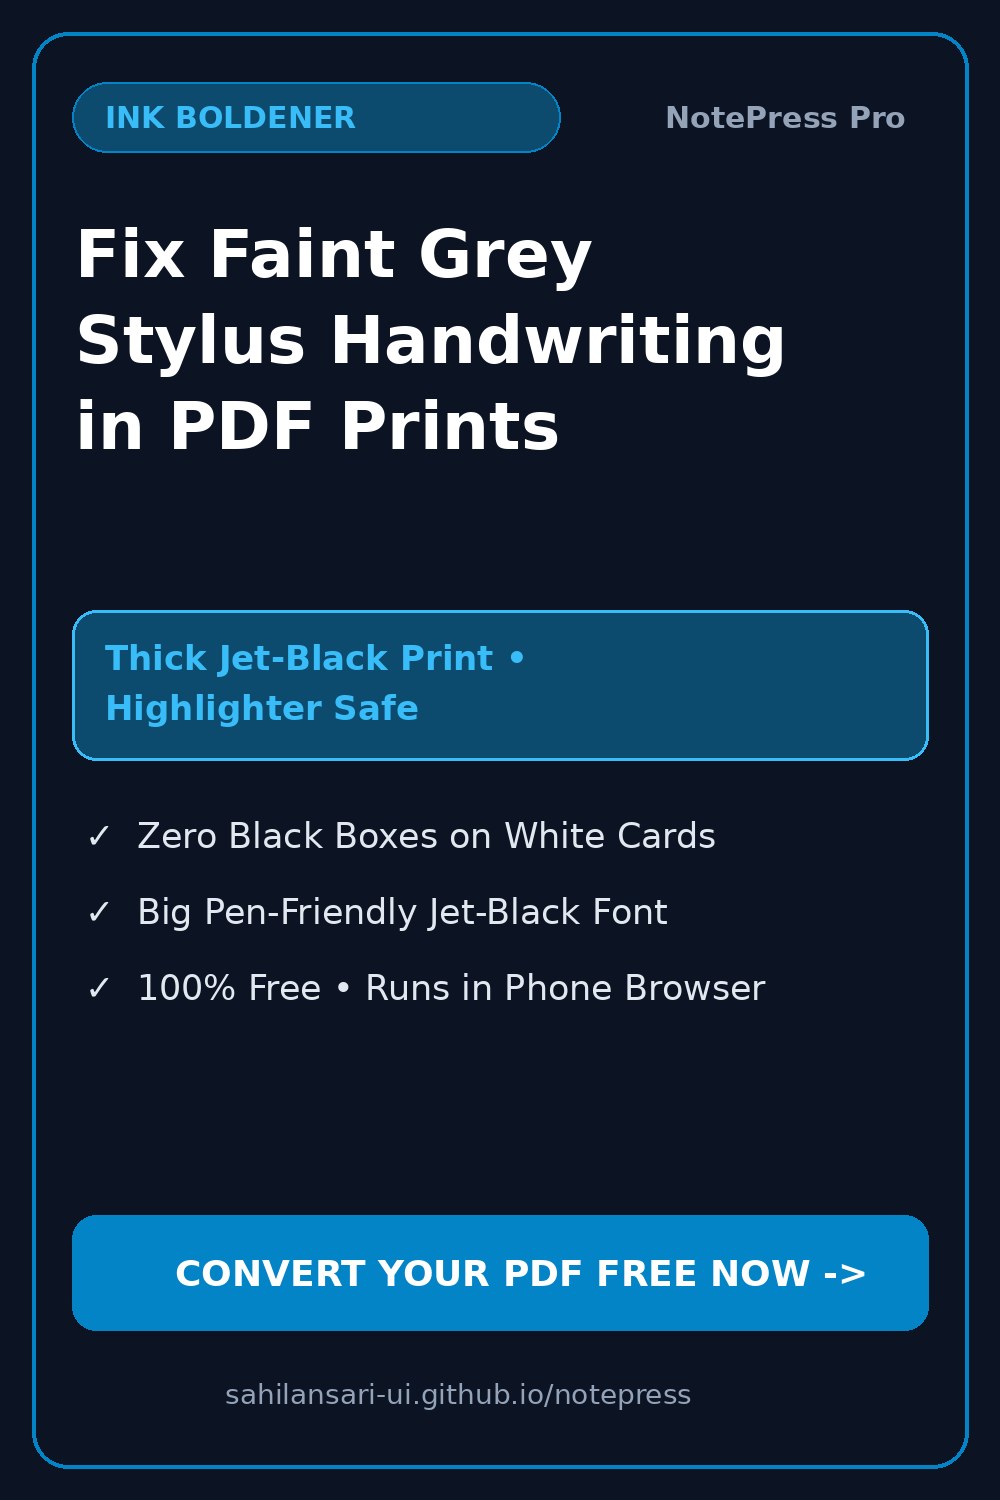 INK BOLDENER
NotePress Pro
Fix Faint Grey
Stylus Handwriting
in PDF Prints
Thick Jet-Black Print •
Highlighter Safe
✓ Zero Black Boxes on White Cards
✓ Big Pen-Friendly Jet-Black Font
✓ 100% Free • Runs in Phone Browser
CONVERT YOUR PDF FREE NOW ->
sahilansari-ui.github.io/notepress